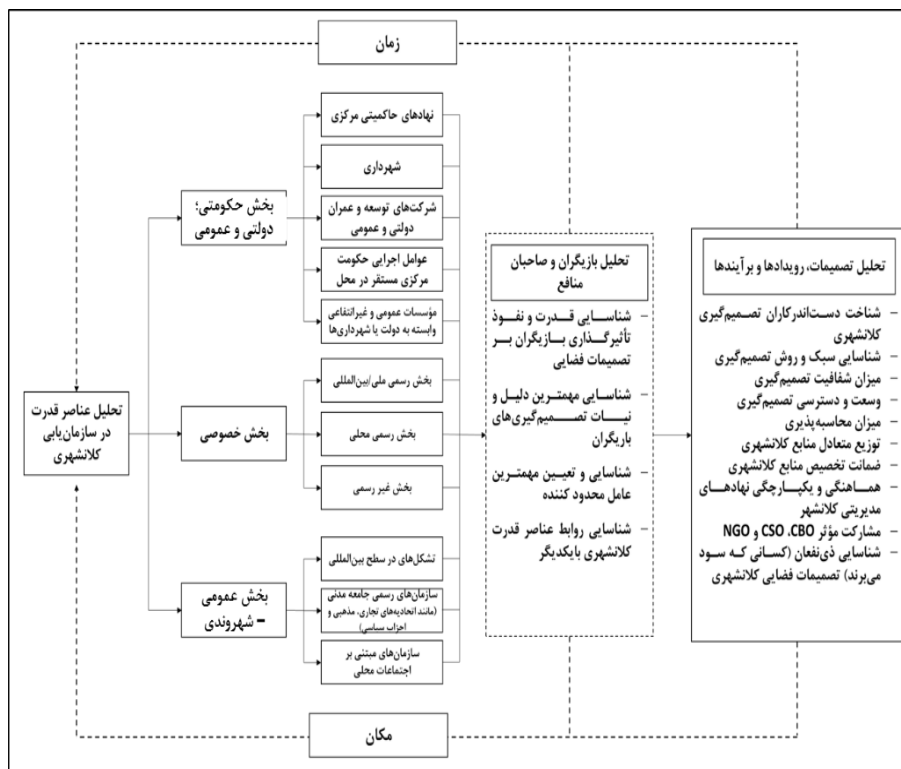 زمان
تحلیل عناصر قدرت
در سازمان‌یابی
کلانشهری
بخش حکومتی؛
دولتی و عمومی
بخش خصوصی
بخش عمومی
– شهروندی
نهادهای حاکمیتی مرکزی
شهرداری
شرکت‌های توسعه و عمران
دولتی و عمومی
عوامل اجرایی حکومت
مرکزی مستقر در محل
مؤسسات عمومی و غیرانتفاعی
وابسته به دولت یا شهرداری‌ها
بخش رسمی ملی/بین‌المللی
بخش رسمی محلی
بخش غیر رسمی
تشکل‌های در سطح بین‌المللی
سازمان‌های رسمی جامعه مدنی
(مانند اتحادیه‌های تجاری، مذهبی و
احزاب سیاسی)
سازمان‌های مبتنی بر
اجتماعات محلی
تحلیل بازیگران و صاحبان
منافع
– شناسایی قدرت و نفوذ
تأثیرگذاری بازیگران بر
تصمیمات فضایی
– شناسایی مهمترین دلیل و
نیات تصمیم‌گیری‌های
باریگران
– شناسایی و تعیین مهمترین
عامل محدود کننده
– شناسایی روابط عناصر قدرت
کلانشهری بایکدیگر
تحلیل تصمیمات، رویدادها و برآیندها
– شناخت دست‌اندرکاران تصمیم‌گیری
کلانشهری
– شناسایی سبک و روش تصمیم‌گیری
– میزان شفافیت تصمیم‌گیری
– وسعت و دسترسی تصمیم‌گیری
– میزان محاسبه‌پذیری
– توزیع متعادل منابع کلانشهری
– ضمانت تخصیص منابع کلانشهری
– هماهنگی و یکپارچگی نهادهای
مدیریتی کلانشهر
– مشارکت مؤثر CSO ،CBO و NGO
– شناسایی ذی‌نفعان (کسانی که سود
می‌برند) تصمیمات فضایی کلانشهری
مکان